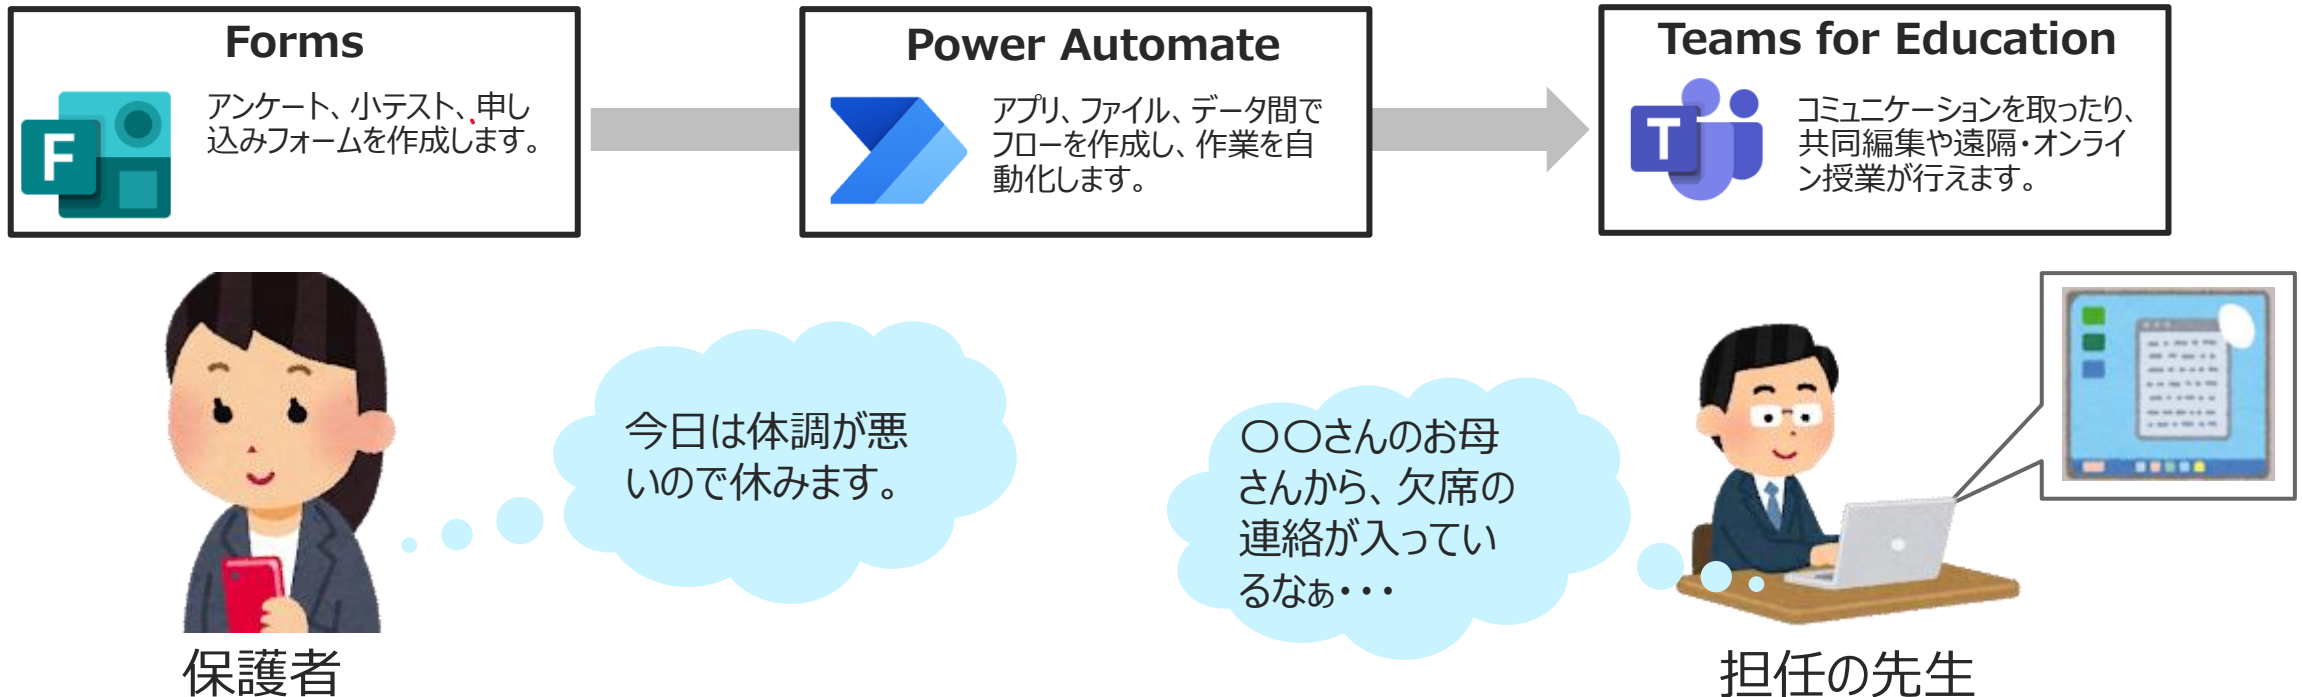 Forms
アンケート、小テスト、申し
込みフォームを作成します。
F
Power Automate
アプリ、ファイル、データ間で
フローを作成し、作業を自
動化します。
Teams for Education
コミュニケーションを取ったり、
共同編集や遠隔・オンライ
ン授業が行えます。
T
今日は体調が悪
いので休みます。
〇〇さんのお母
さんから、欠席の
連絡が入ってい
るなぁ・・・
保護者
担任の先生